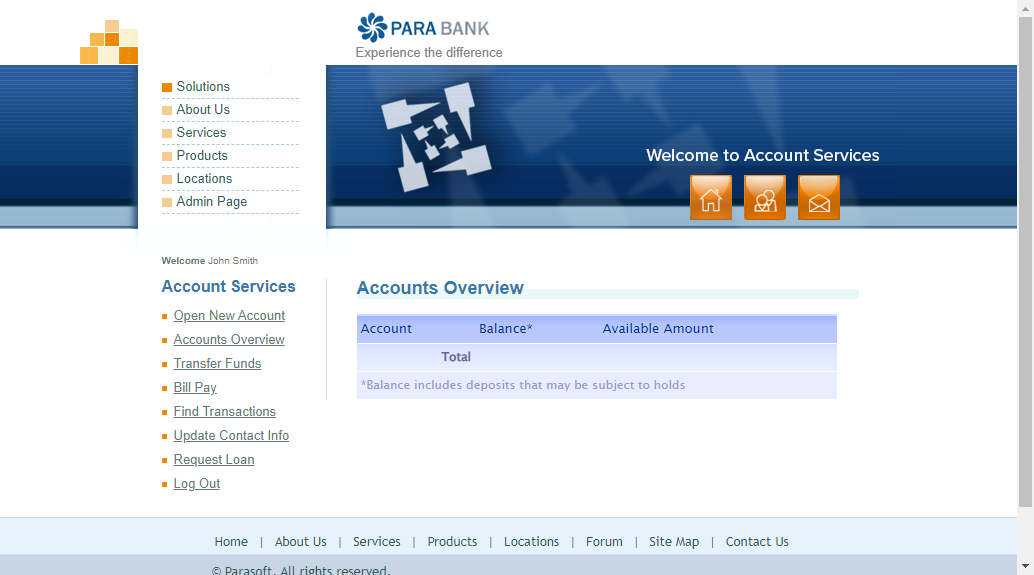 PARA BANK
Experience the difference
Solutions
About Us
Services
Products
Locations
Admin Page
Welcome to Account Services
Welcome John Smith
Account Services
Open New Account
Accounts Overview
Transfer Funds
Bill Pay
Find Transactions
Update Contact Info
Request Loan
Log Out
Accounts Overview
Account Balance* Available Amount
Total
*Balance includes deposits that may be subject to holds
Home | About Us | Services | Products | Locations | Forum | Site Map | Contact Us
© Parasoft. All rights reserved.